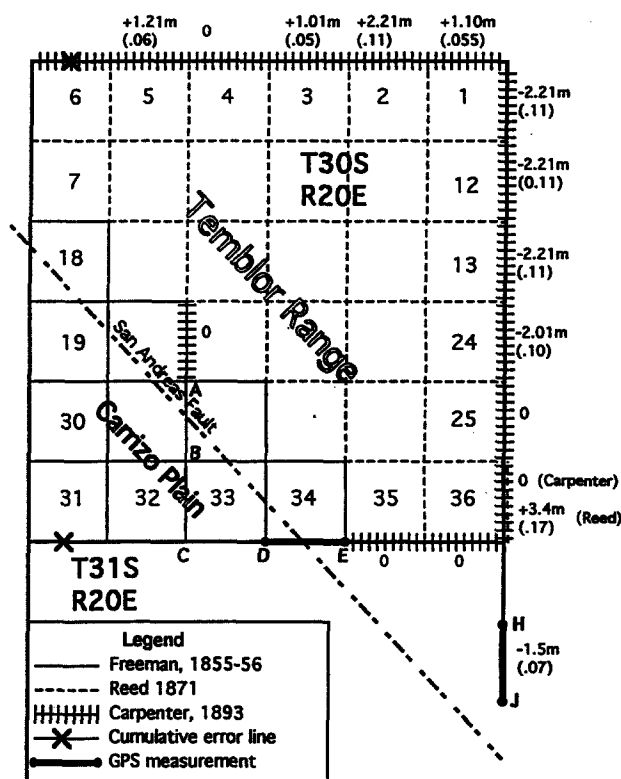 +1.21m 0 +1.01m +2.21m +1.10m
(.06) (.05) (.11) (.055)
6 5 4 3 2 1 -2.21m
(.11)
T30S
R20E
7 12 -2.21m
(0.11)
Temblor Range
18 13 -2.21m
(.11)
19 0 24 -2.01m
(.10)
San Andreas Fault
A
30 25 0
Carrizo Plain
B
0 (Carpenter)
31 32 33 34 35 36 +3.4m (Reed)
(.17)
C D E 0 0
T31S
R20E
H
-1.5m
(.07)
J
Legend
Freeman, 1855-56
Reed 1871
Carpenter, 1893
Cumulative error line
GPS measurement